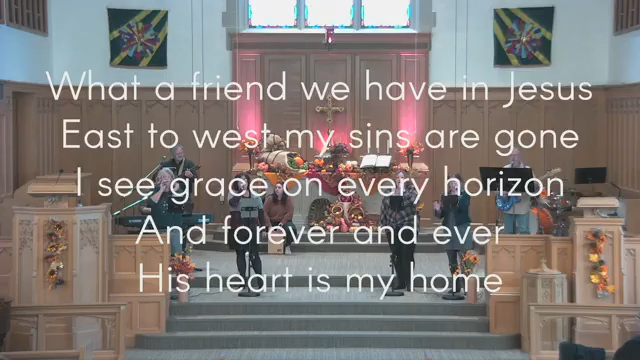 What a friend we have in Jesus
East to west my sins are gone
I see grace on every horizon
And forever and ever
His heart is my home